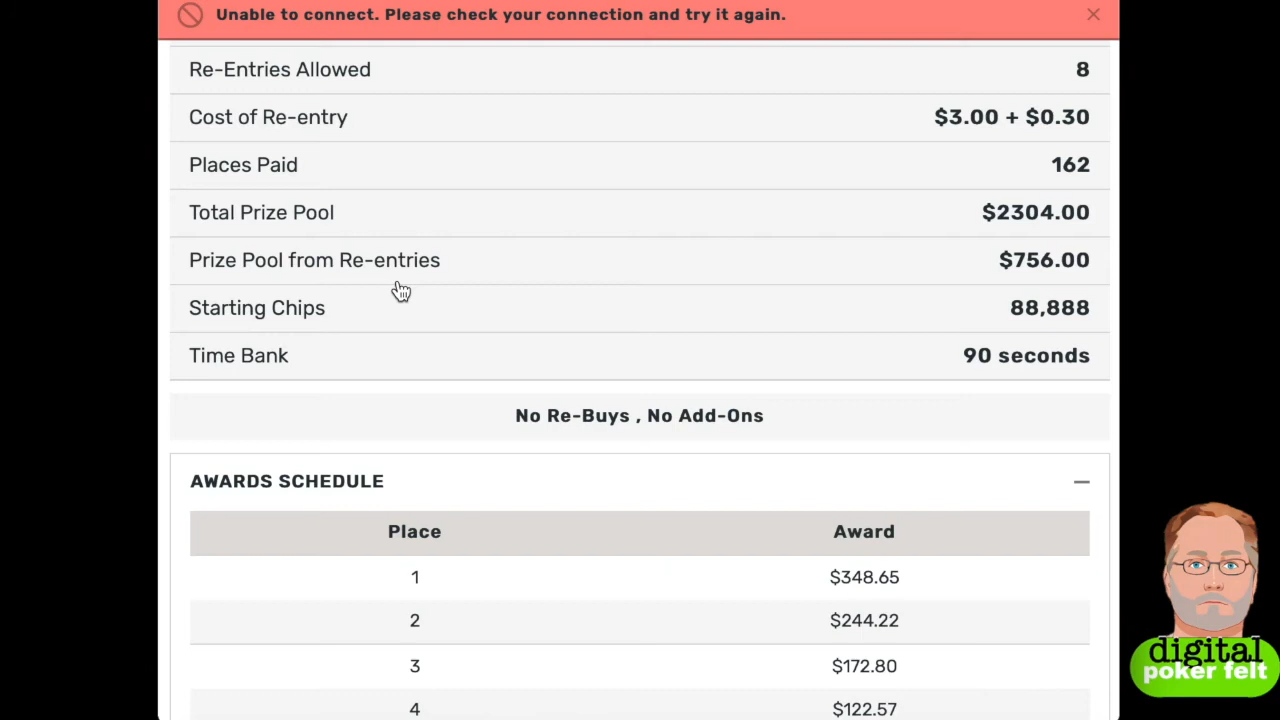 Unable to connect. Please check your connection and try it again.
Re-Entries Allowed 8
Cost of Re-entry $3.00 + $0.30
Places Paid 162
Total Prize Pool $2304.00
Prize Pool from Re-entries $756.00
Starting Chips 88,888
Time Bank 90 seconds
No Re-Buys , No Add-Ons
AWARDS SCHEDULE
Place Award
1 $348.65
2 $244.22
3 $172.80
4 $122.57
digital
poker felt